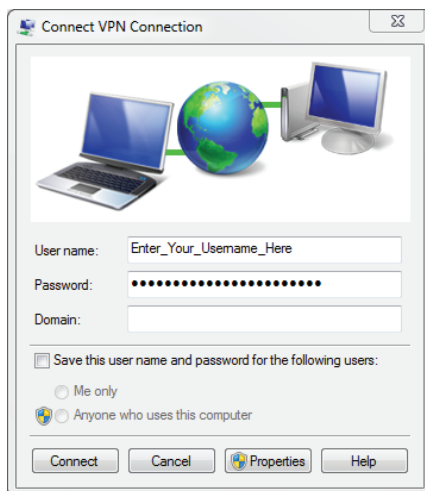 Connect VPN Connection
User name: Enter_Your_Username_Here
Password: ●●●●●●●●●●●●●●●●●●●●●●●
Domain:
Save this user name and password for the following users:
Me only
Anyone who uses this computer
Connect Cancel Properties Help